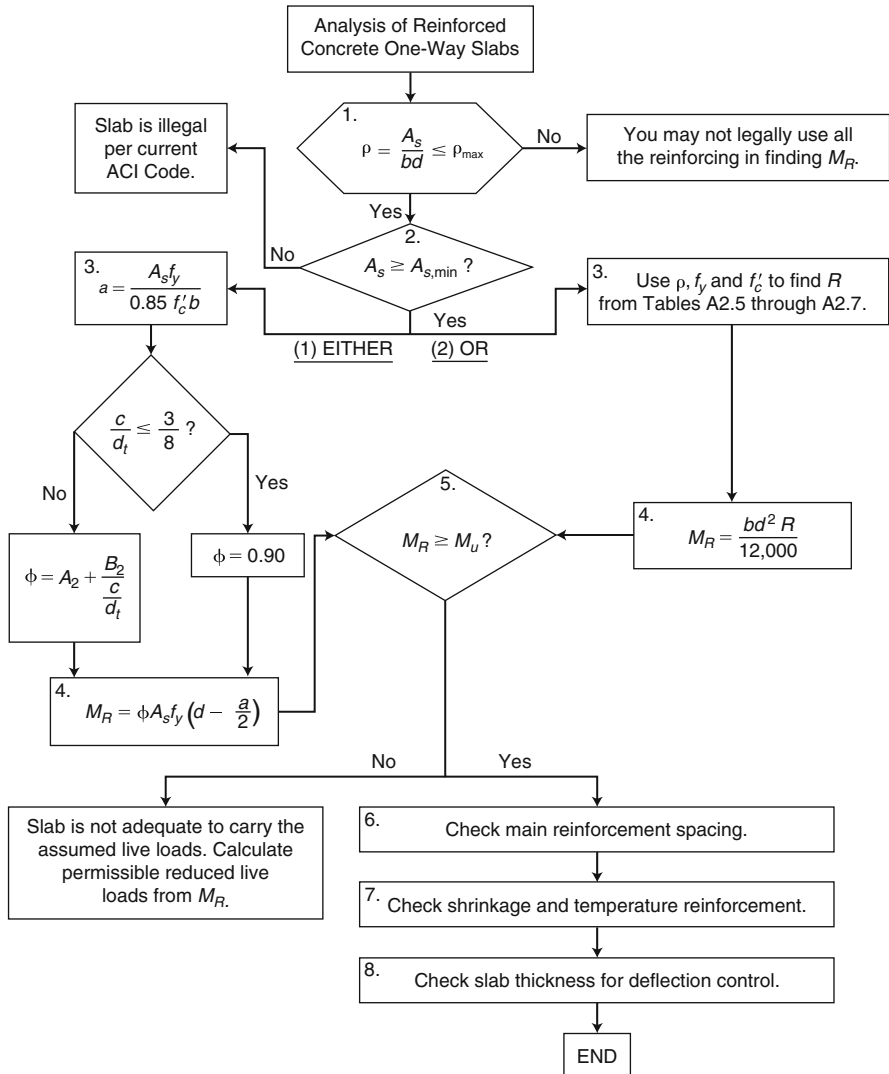 Analysis of Reinforced
Concrete One-Way Slabs
1.
ρ = A_s / bd ≤ ρ_max
No
You may not legally use all
the reinforcing in finding M_R.
Yes
Slab is illegal
per current
ACI Code.
2.
A_s ≥ A_s,min ?
No
Yes
(1) EITHER
(2) OR
3.
a = A_s f_y / 0.85 f′_c b
3.
Use ρ, f_y and f′_c to find R
from Tables A2.5 through A2.7.
c / d_t ≤ 3 / 8 ?
No
Yes
φ = A_2 + B_2 / (c / d_t)
φ = 0.90
4.
M_R = φA_s f_y (d − a / 2)
4.
M_R = bd² R / 12,000
5.
M_R ≥ M_u ?
No
Yes
Slab is not adequate to carry the
assumed live loads. Calculate
permissible reduced live
loads from M_R.
6.
Check main reinforcement spacing.
7.
Check shrinkage and temperature reinforcement.
8.
Check slab thickness for deflection control.
END